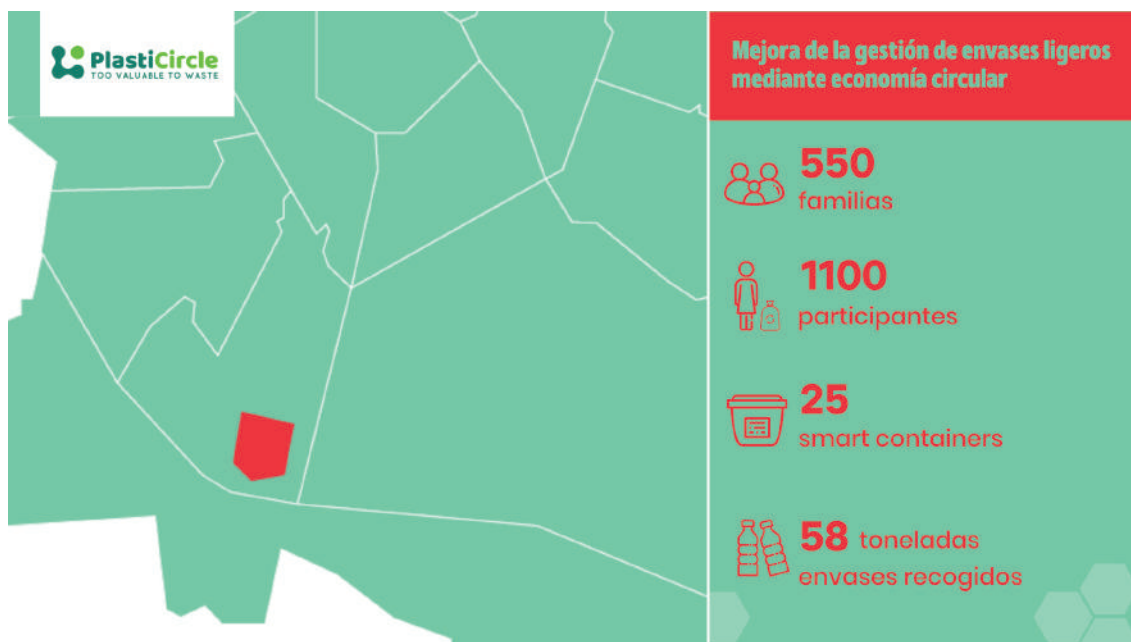 PlastiCircle
TOO VALUABLE TO WASTE
Mejora de la gestión de envases ligeros
mediante economía circular
550
familias
1100
participantes
25
smart containers
58 toneladas
envases recogidos